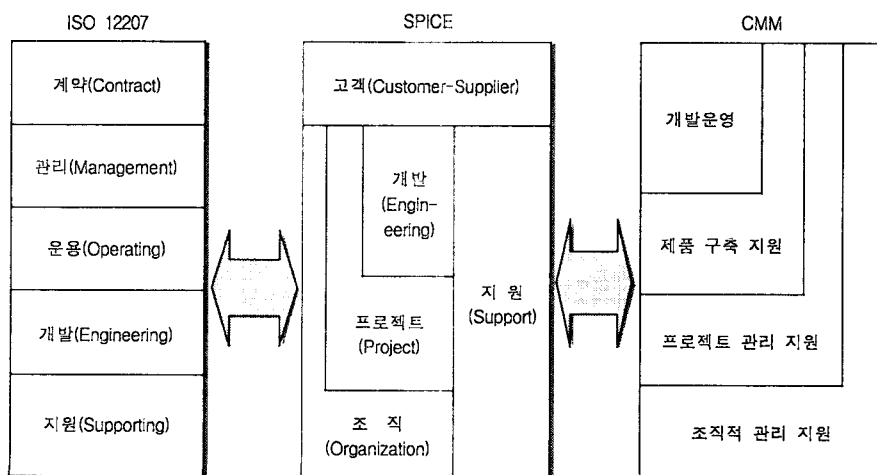 ISO 12207
계약(Contract)
관리(Management)
운용(Operating)
개발(Engineering)
지원(Supporting)
SPICE
고객(Customer-Supplier)
개발
(Engin-
eering)
프로젝트
(Project)
조 직
(Organization)
지 원
(Support)
CMM
개발운영
제품 구축 지원
프로젝트 관리 지원
조직적 관리 지원